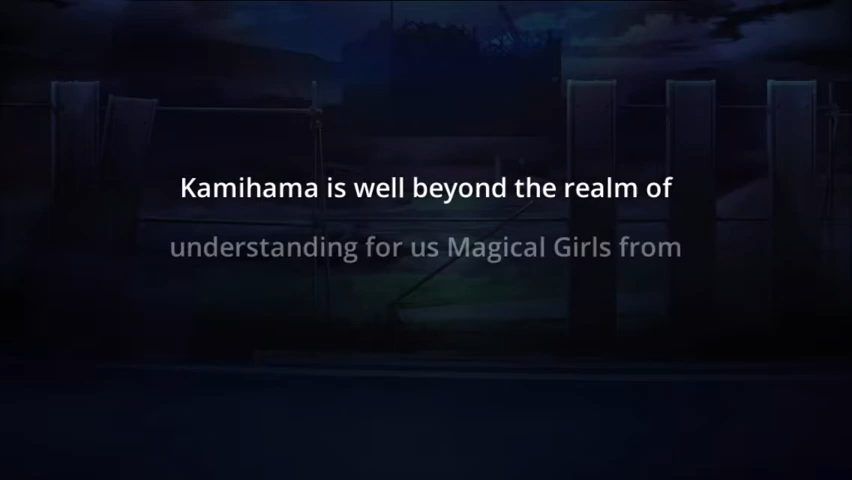 Kamihama is well beyond the realm of
understanding for us Magical Girls from